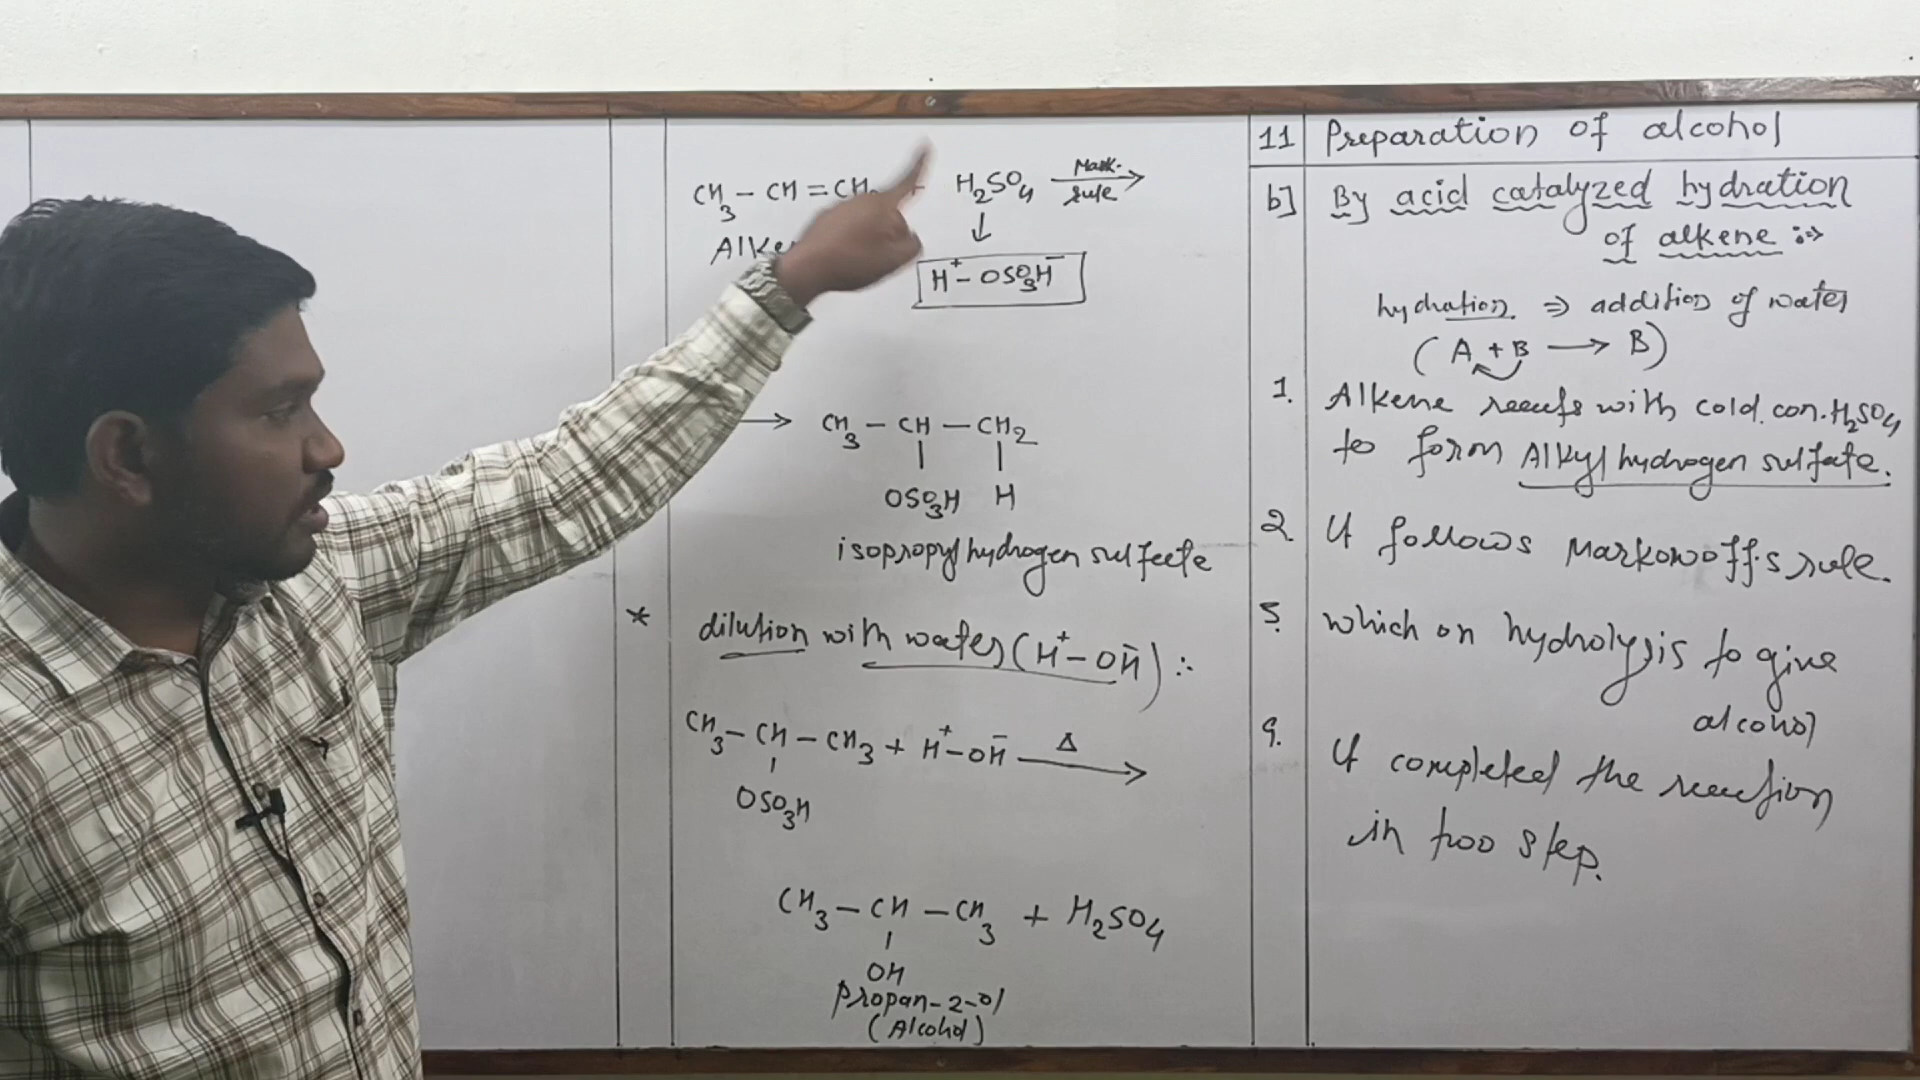 11 Preparation of alcohol
b] By acid catalyzed hydration
of alkene :⇒
hydration ⇒ addition of water
( A + B ⟶ B )
1. Alkene reacts with cold. con. H2SO4
to form Alkyl hydrogen sulfate.
2 It follows Markownoff.s rule.
3. which on hydrolysis to give
alcohol
4. It completed the reaction
in two step.
CH3 – CH = CH2 + H2SO4 Mark. rule ⟶
↓
H+ – OSO3H–
⟶ CH3 – CH – CH2
| |
OSO3H H
isopropyl hydrogen sulfate
* dilution with water (H+ – OH–) :
CH3 – CH – CH3 + H+ – OH– Δ ⟶
|
OSO3H
CH3 – CH – CH3 + H2SO4
|
OH
Propan-2-ol
(Alcohol)